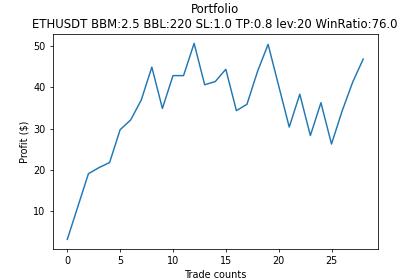 Portfolio
ETHUSDT BBM:2.5 BBL:220 SL:1.0 TP:0.8 lev:20 WinRatio:76.0
Profit ($)
50
40
30
20
10
0 5 10 15 20 25
Trade counts